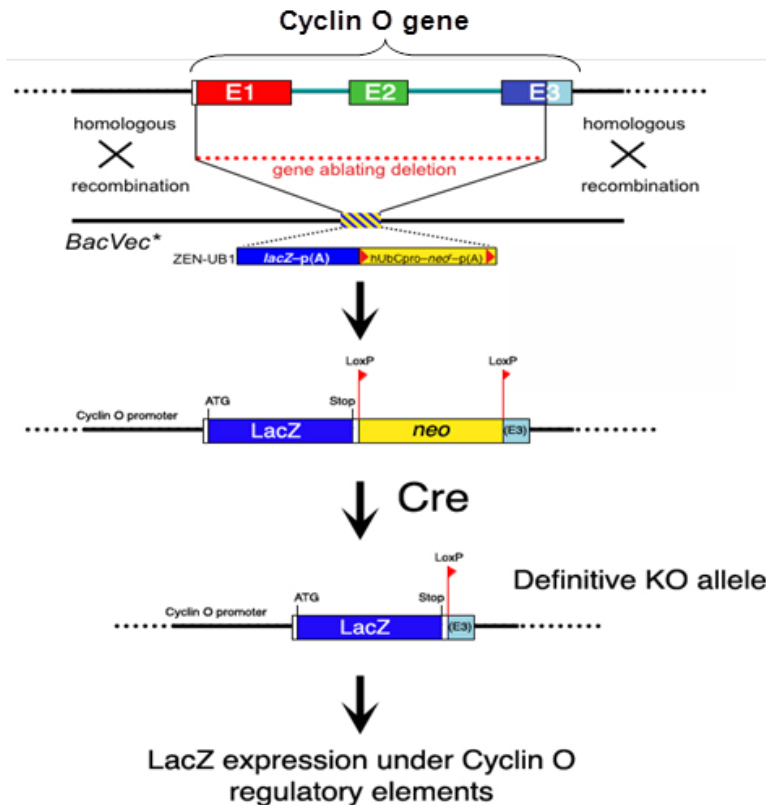 Cyclin O gene
E1 E2 E3
homologous
recombination
homologous
recombination
gene ablating deletion
BacVec*
ZEN-UB1 lacZ–p(A) hUbCpro–neoʳ–p(A)
LoxP LoxP
ATG Stop
Cyclin O promoter
LacZ neo (E3)
Cre
LoxP
Definitive KO allele
ATG Stop
Cyclin O promoter
LacZ (E3)
LacZ expression under Cyclin O
regulatory elements